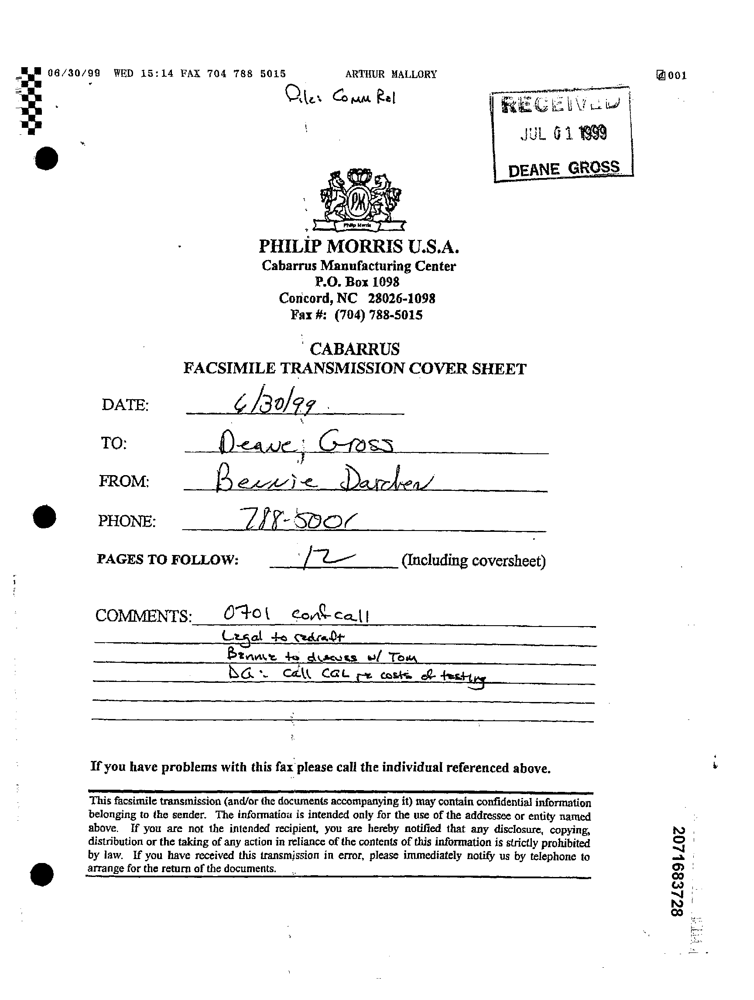 06/30/99 WED 15:14 FAX 704 788 5015 ARTHUR MALLORY 001
File: Comm Rel
RECEIVED
JUL 01 1999
DEANE GROSS
PM
Philip Morris
PHILIP MORRIS U.S.A.
Cabarrus Manufacturing Center
P.O. Box 1098
Concord, NC 28026-1098
Fax #: (704) 788-5015
CABARRUS
FACSIMILE TRANSMISSION COVER SHEET
DATE: 6/30/99
TO: Deane Gross
FROM: Bennie Darden
PHONE: 788-5001
PAGES TO FOLLOW: 12 (Including coversheet)
COMMENTS: 0701 conf call
Legal to redraft
Bennie to discuss w/ Tom
DG: call CGL re costs of testing
If you have problems with this fax please call the individual referenced above.
This facsimile transmission (and/or the documents accompanying it) may contain confidential information
belonging to the sender. The information is intended only for the use of the addressee or entity named
above. If you are not the intended recipient, you are hereby notified that any disclosure, copying,
distribution or the taking of any action in reliance of the contents of this information is strictly prohibited
by law. If you have received this transmission in error, please immediately notify us by telephone to
arrange for the return of the documents.
2071683728